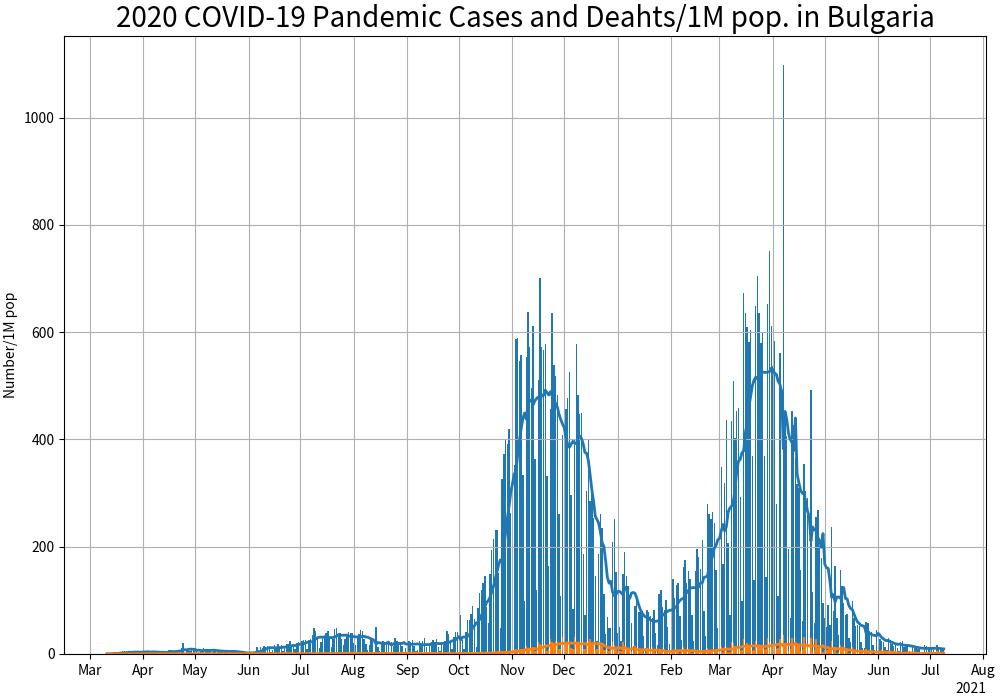 2020 COVID-19 Pandemic Cases and Deahts/1M pop. in Bulgaria
Number/1M pop
1000
800
600
400
200
0
Mar Apr May Jun Jul Aug Sep Oct Nov Dec 2021 Feb Mar Apr May Jun Jul Aug
2021